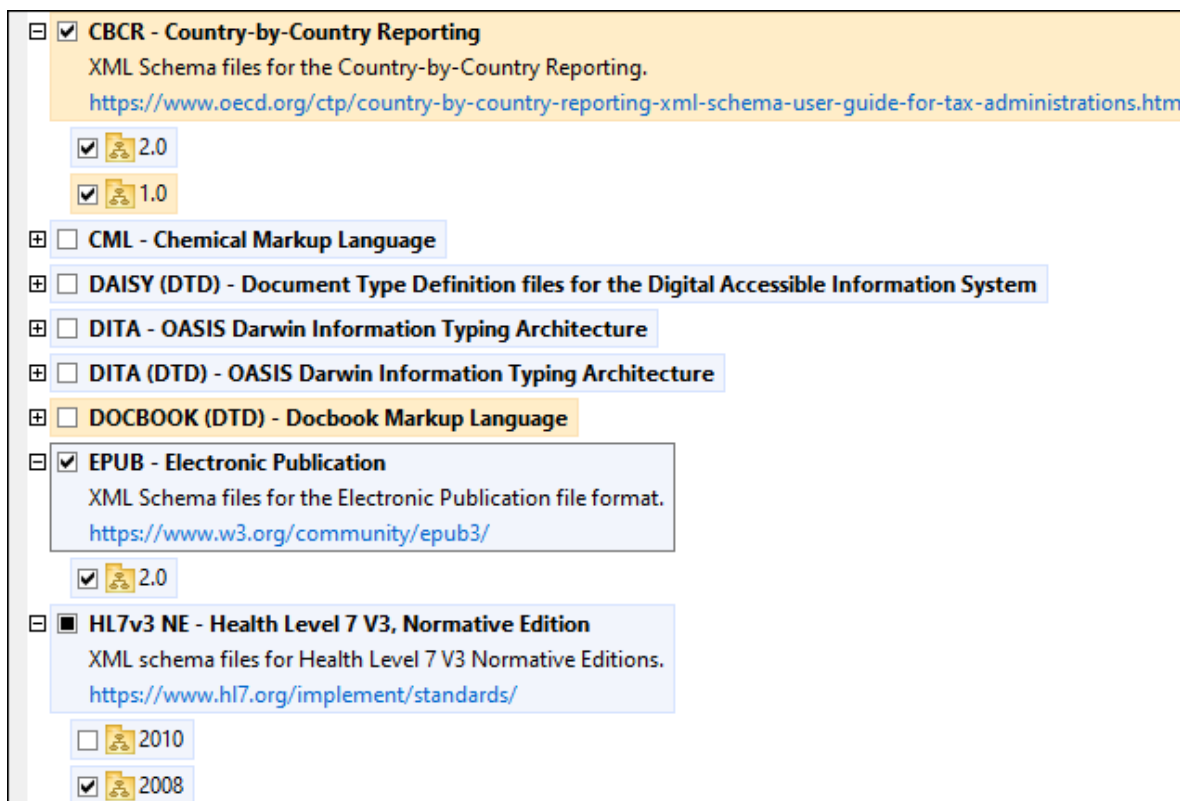 CBCR - Country-by-Country Reporting
XML Schema files for the Country-by-Country Reporting.
https://www.oecd.org/ctp/country-by-country-reporting-xml-schema-user-guide-for-tax-administrations.htm
2.0
1.0
CML - Chemical Markup Language
DAISY (DTD) - Document Type Definition files for the Digital Accessible Information System
DITA - OASIS Darwin Information Typing Architecture
DITA (DTD) - OASIS Darwin Information Typing Architecture
DOCBOOK (DTD) - Docbook Markup Language
EPUB - Electronic Publication
XML Schema files for the Electronic Publication file format.
https://www.w3.org/community/epub3/
2.0
HL7v3 NE - Health Level 7 V3, Normative Edition
XML schema files for Health Level 7 V3 Normative Editions.
https://www.hl7.org/implement/standards/
2010
2008